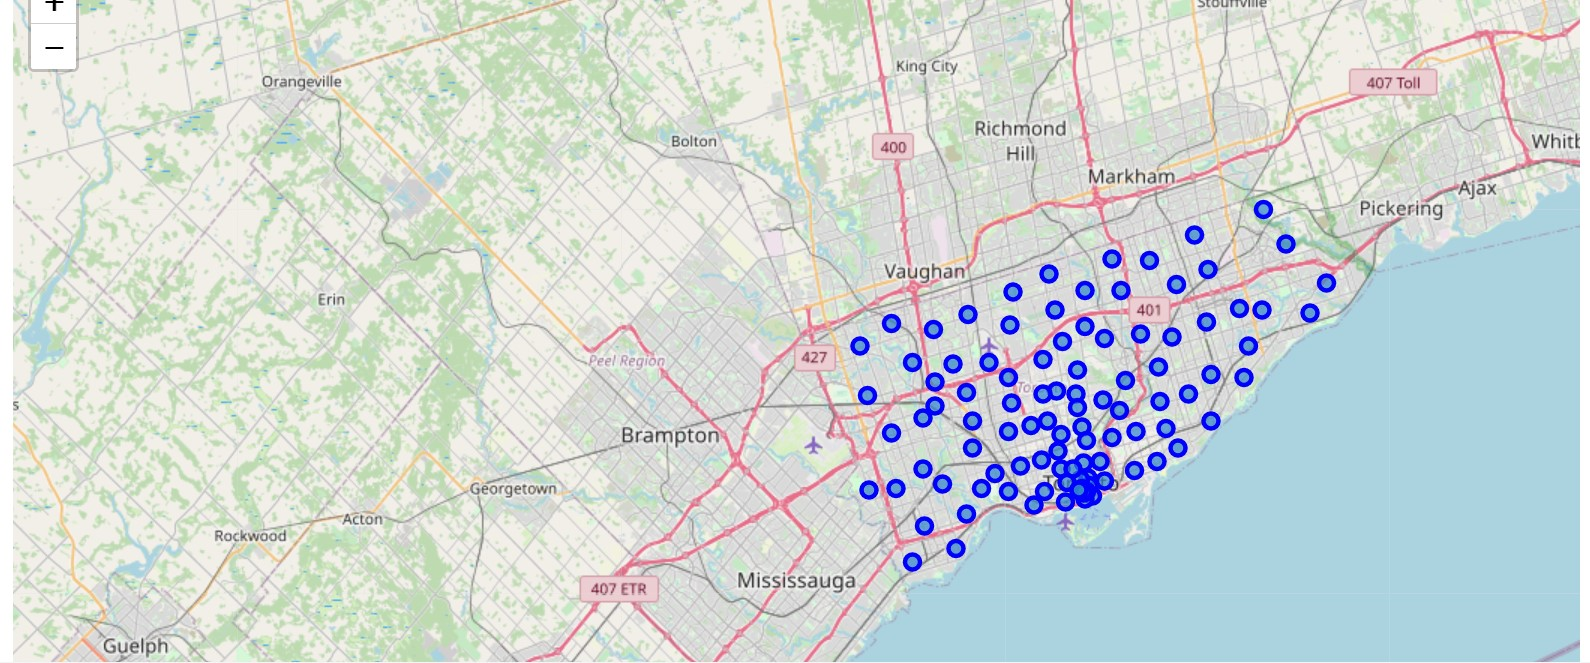 +
−
Stouffville
Orangeville
King City
407 Toll
Bolton
400
Richmond
Hill
Whitb
Markham
Ajax
Pickering
Vaughan
Erin
401
Peel Region
427
s
Brampton
Georgetown
Acton
Rockwood
407 ETR
Mississauga
Guelph